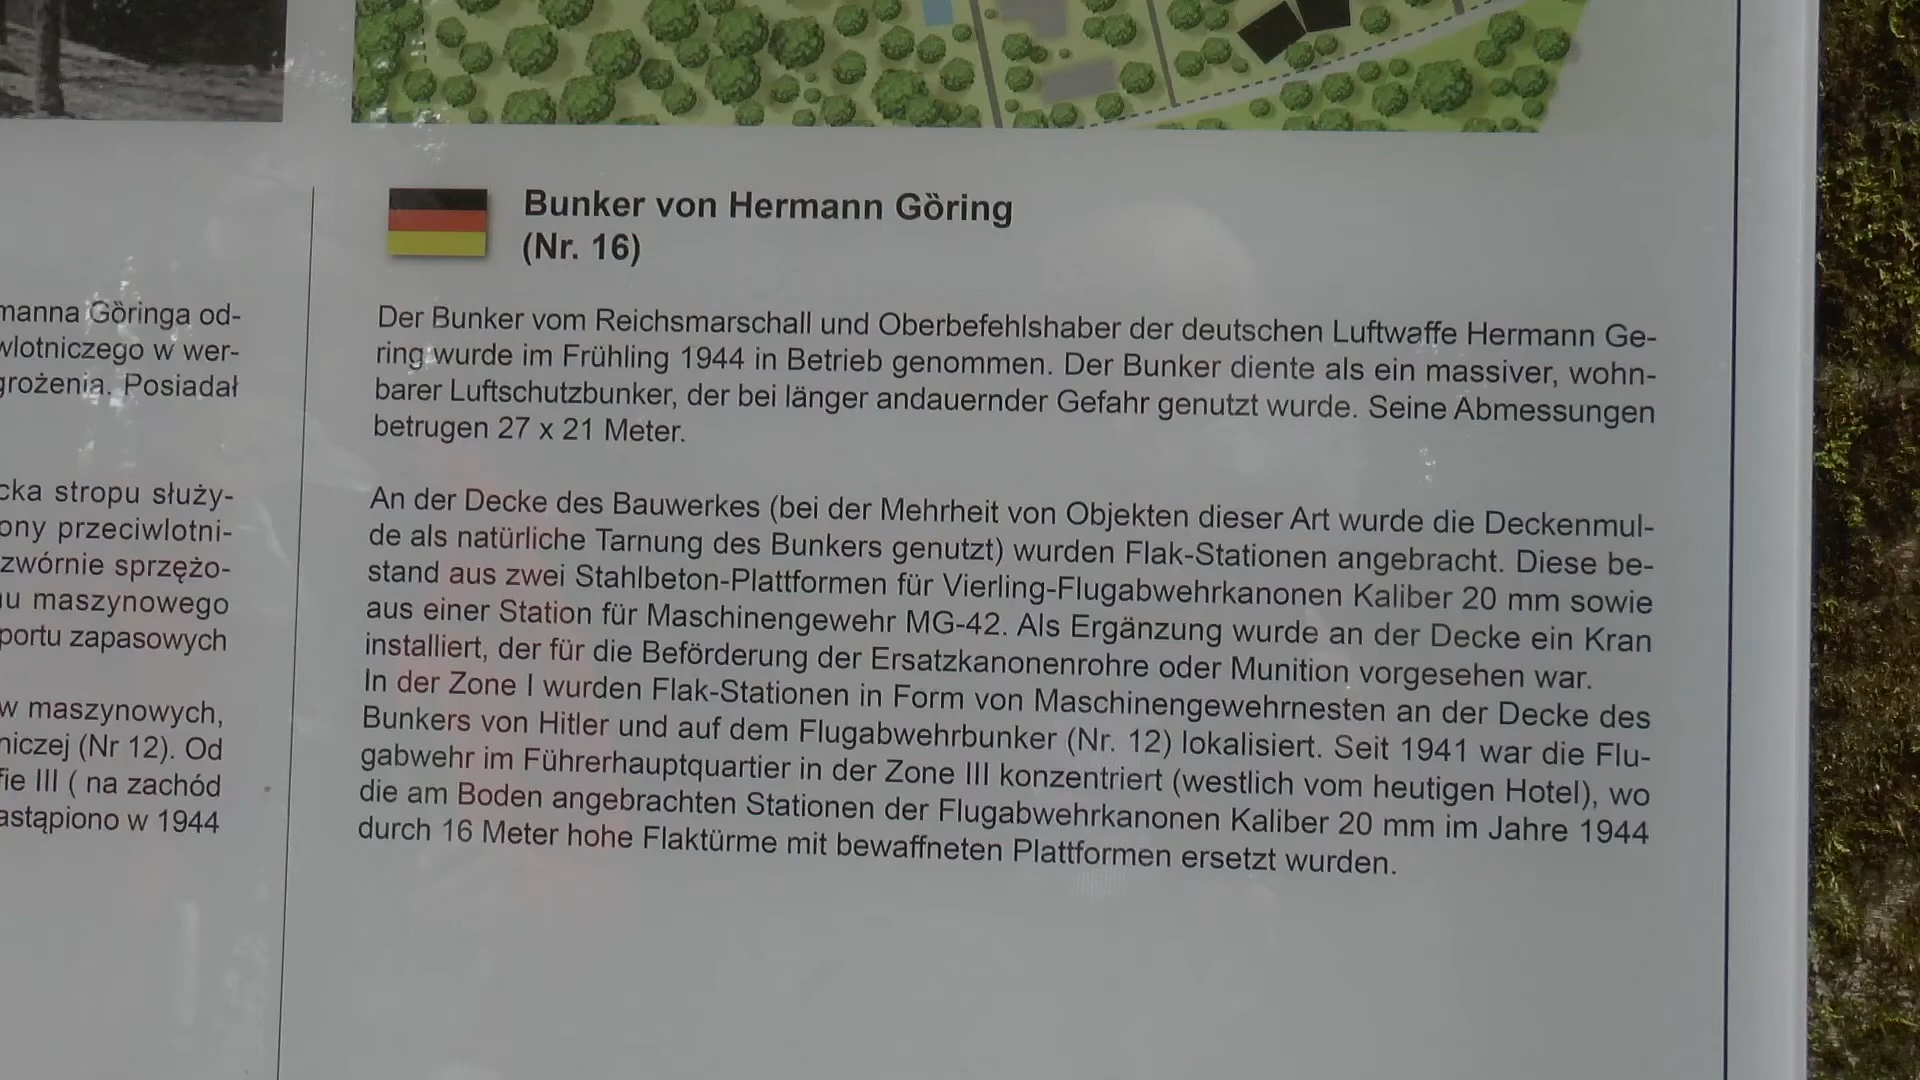 manna Göringa od-
wlotniczego w wer-
grożenia. Posiadał
cka stropu służy-
ony przeciwlotni-
zwórnie sprzężo-
u maszynowego
portu zapasowych
w maszynowych,
niczej (Nr 12). Od
fie III ( na zachód
astąpiono w 1944
Bunker von Hermann Göring
(Nr. 16)
Der Bunker vom Reichsmarschall und Oberbefehlshaber der deutschen Luftwaffe Hermann Ge-
ring wurde im Frühling 1944 in Betrieb genommen. Der Bunker diente als ein massiver, wohn-
barer Luftschutzbunker, der bei länger andauernder Gefahr genutzt wurde. Seine Abmessungen
betrugen 27 x 21 Meter.
An der Decke des Bauwerkes (bei der Mehrheit von Objekten dieser Art wurde die Deckenmul-
de als natürliche Tarnung des Bunkers genutzt) wurden Flak-Stationen angebracht. Diese be-
stand aus zwei Stahlbeton-Plattformen für Vierling-Flugabwehrkanonen Kaliber 20 mm sowie
aus einer Station für Maschinengewehr MG-42. Als Ergänzung wurde an der Decke ein Kran
installiert, der für die Beförderung der Ersatzkanonenrohre oder Munition vorgesehen war.
In der Zone I wurden Flak-Stationen in Form von Maschinengewehrnesten an der Decke des
Bunkers von Hitler und auf dem Flugabwehrbunker (Nr. 12) lokalisiert. Seit 1941 war die Flu-
gabwehr im Führerhauptquartier in der Zone III konzentriert (westlich vom heutigen Hotel), wo
die am Boden angebrachten Stationen der Flugabwehrkanonen Kaliber 20 mm im Jahre 1944
durch 16 Meter hohe Flaktürme mit bewaffneten Plattformen ersetzt wurden.